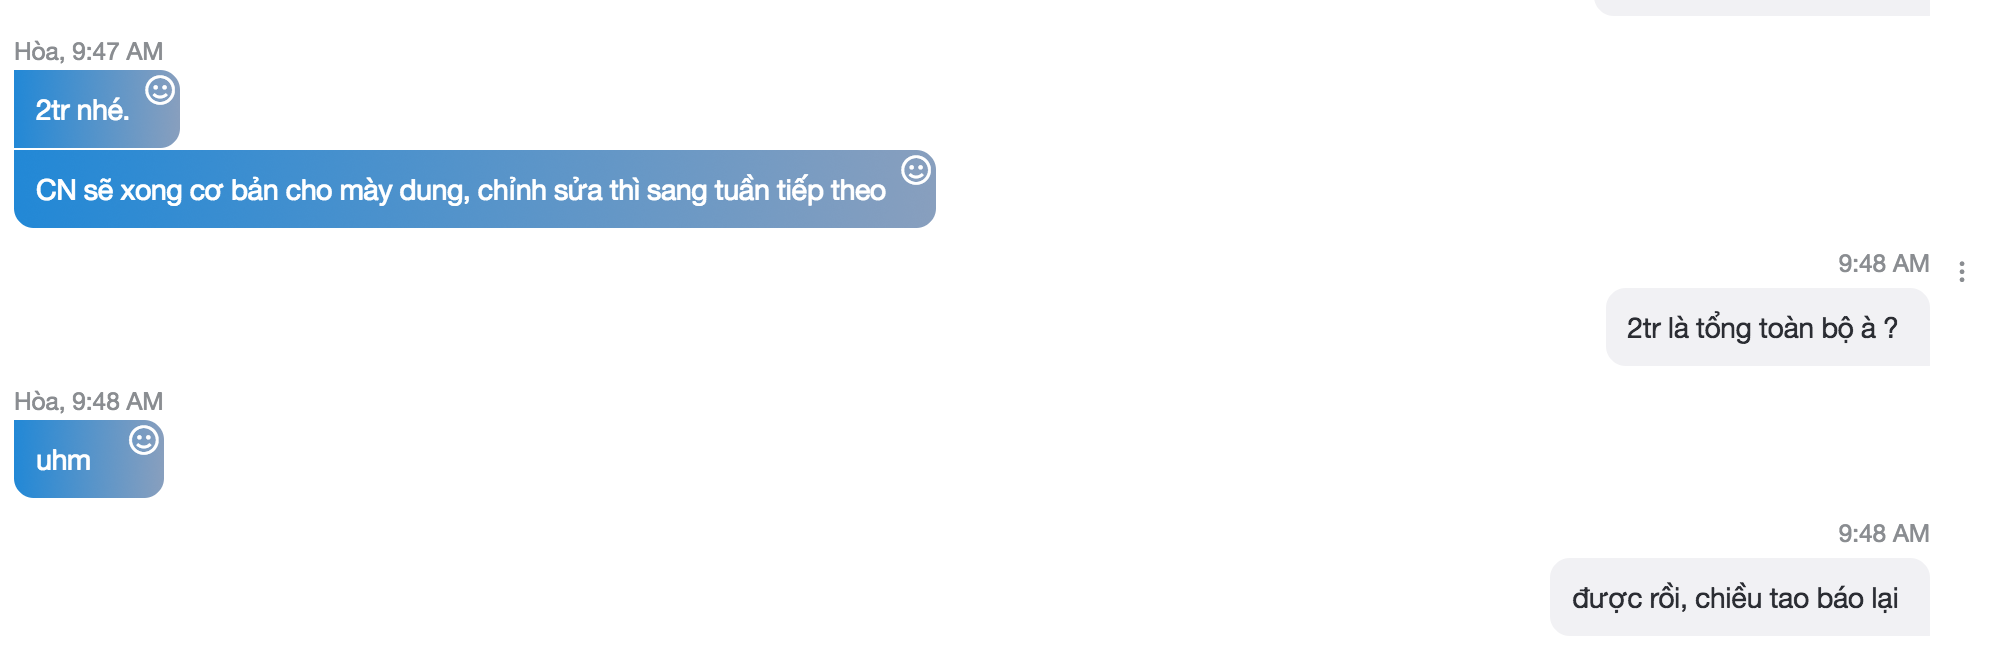 Hòa, 9:47 AM
2tr nhé.
CN sẽ xong cơ bản cho mày dung, chỉnh sửa thì sang tuần tiếp theo
9:48 AM
2tr là tổng toàn bộ à ?
Hòa, 9:48 AM
uhm
9:48 AM
được rồi, chiều tao báo lại